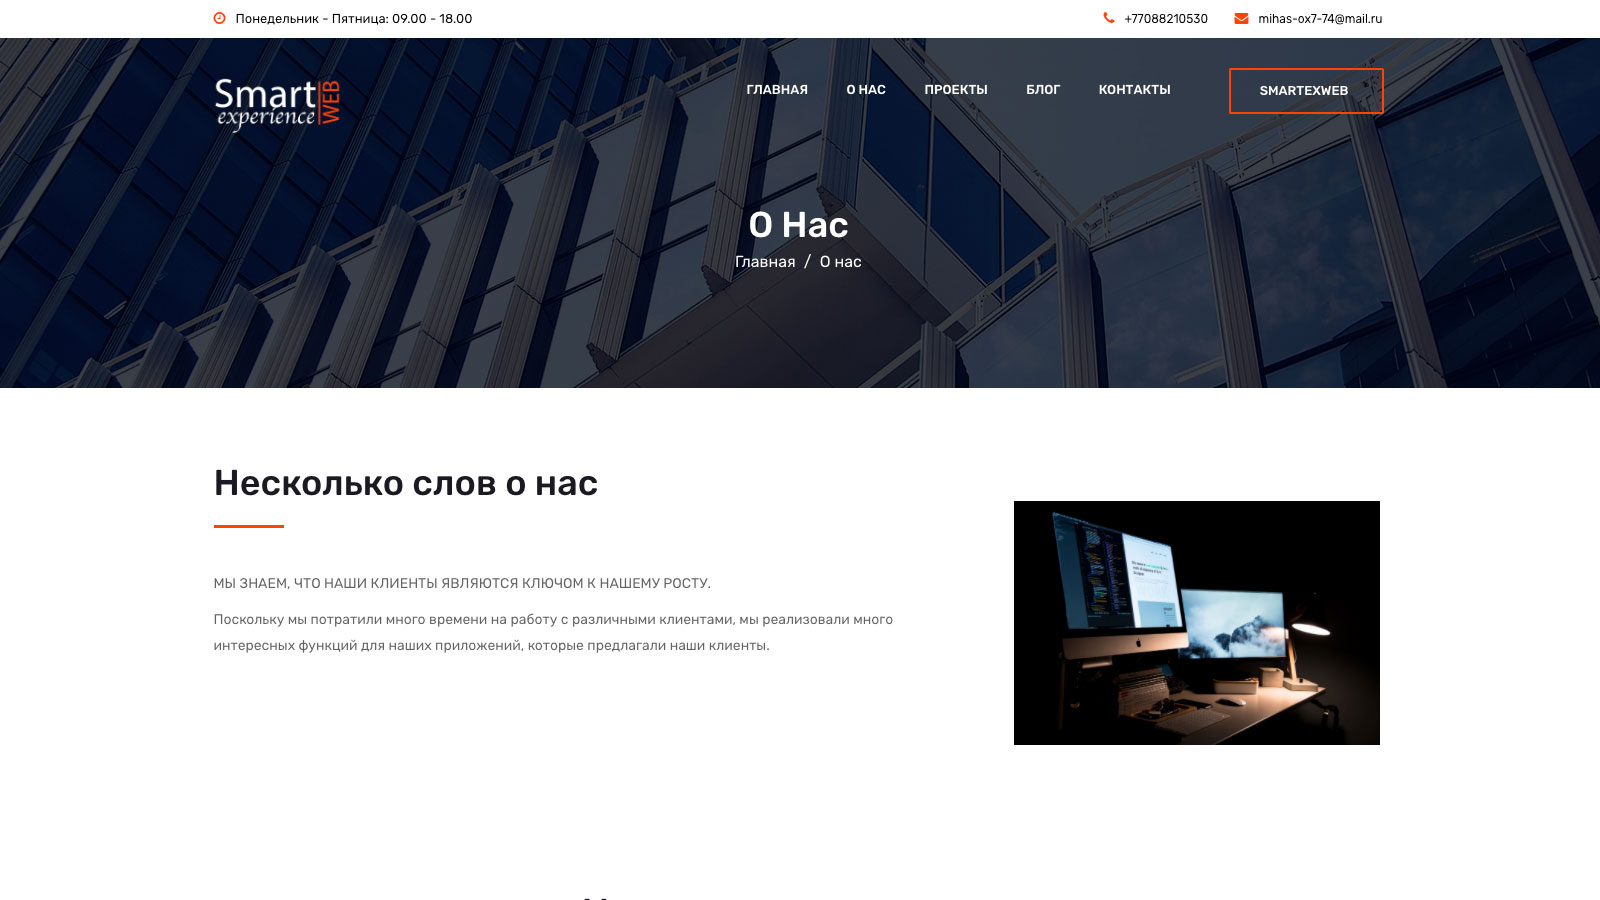 Понедельник - Пятница: 09.00 - 18.00
+77088210530
mihas-ox7-74@mail.ru
Smart
experience
WEB
ГЛАВНАЯ
О НАС
ПРОЕКТЫ
БЛОГ
КОНТАКТЫ
SMARTEXWEB
О Нас
Главная / О нас
Несколько слов о нас
МЫ ЗНАЕМ, ЧТО НАШИ КЛИЕНТЫ ЯВЛЯЮТСЯ КЛЮЧОМ К НАШЕМУ РОСТУ.
Поскольку мы потратили много времени на работу с различными клиентами, мы реализовали много
интересных функций для наших приложений, которые предлагали наши клиенты.